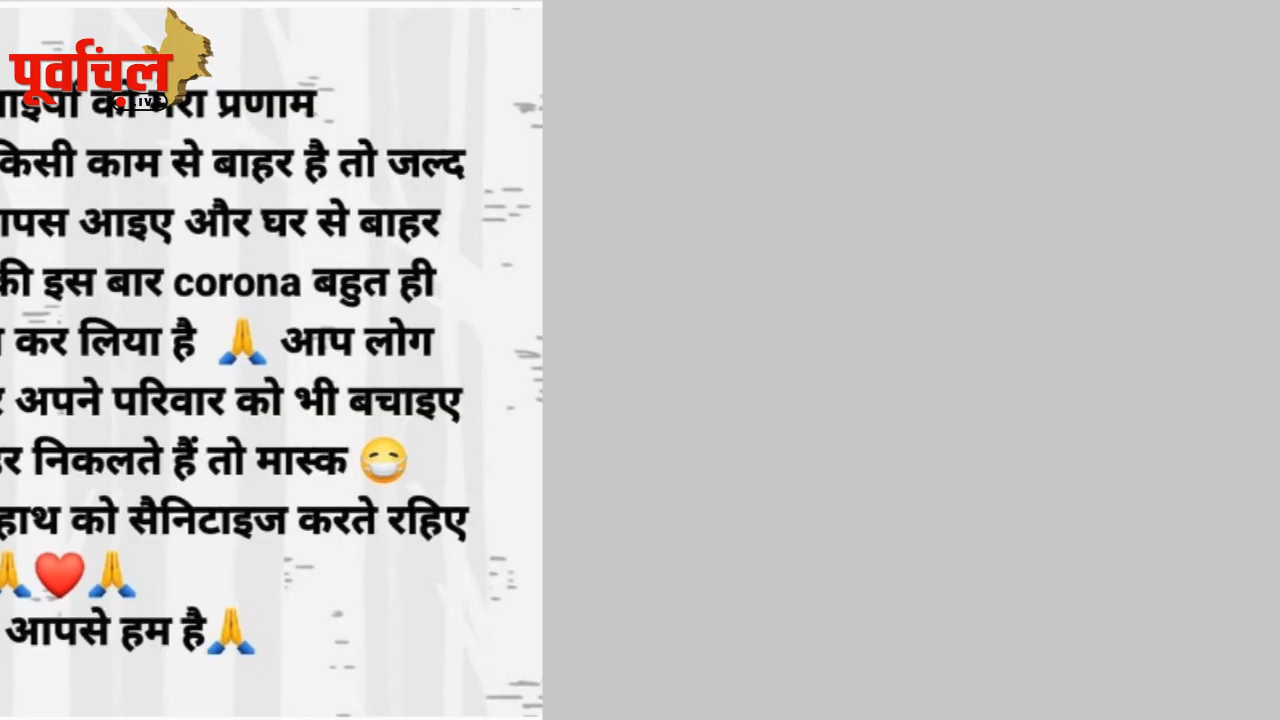 पूर्वांचल
LIVE
प्रणाम
किसी काम से बाहर है तो जल्द
आइए और घर से बाहर
की इस बार corona बहुत ही
कर लिया है 🙏 आप लोग
अपने परिवार को भी बचाइए
निकलते हैं तो मास्क 😷
हाथ को सैनिटाइज करते रहिए
🙏❤️🙏
आपसे हम है🙏